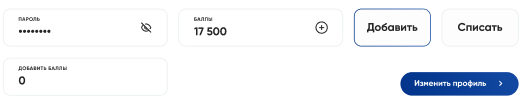 ПАРОЛЬ
••••••••
БАЛЛЫ
17 500
Добавить
Списать
ДОБАВИТЬ БАЛЛЫ
0
Изменить профиль